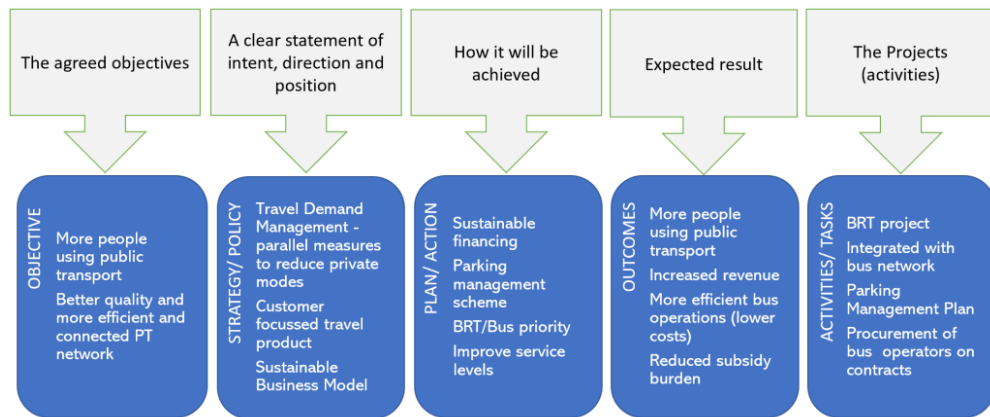 The agreed objectives
A clear statement of
intent, direction and
position
How it will be
achieved
Expected result
The Projects
(activities)
OBJECTIVE
More people
using public
transport
Better quality and
more efficient and
connected PT
network
STRATEGY/ POLICY
Travel Demand
Management -
parallel measures
to reduce private
modes
Customer
focussed travel
product
Sustainable
Business Model
PLAN/ ACTION
Sustainable
financing
Parking
management
scheme
BRT/Bus priority
Improve service
levels
OUTCOMES
More people
using public
transport
Increased revenue
More efficient bus
operations (lower
costs)
Reduced subsidy
burden
ACTIVITIES/ TASKS
BRT project
Integrated with
bus network
Parking
Management Plan
Procurement of
bus operators on
contracts